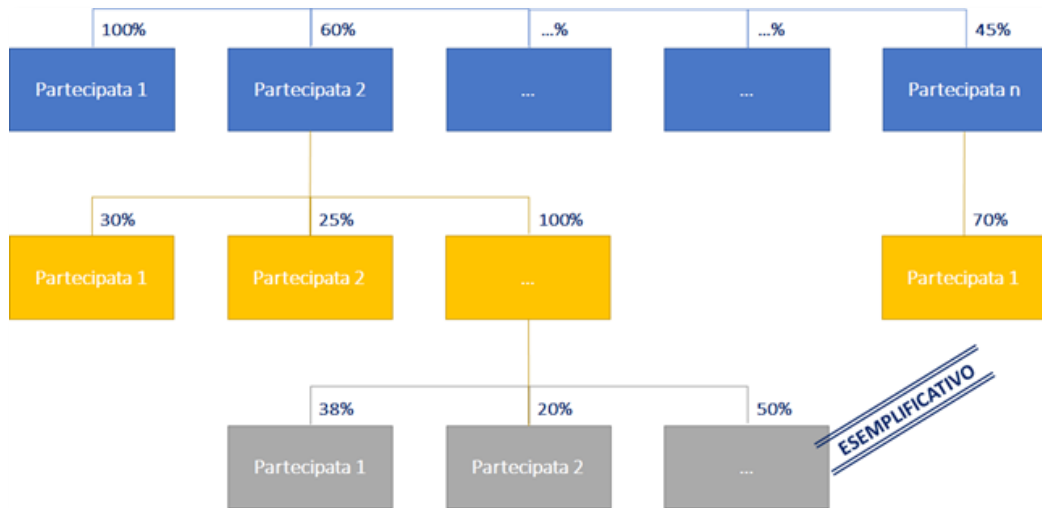 100%
60%
...%
...%
45%
Partecipata 1
Partecipata 2
...
...
Partecipata n
30%
25%
100%
70%
Partecipata 1
Partecipata 2
...
Partecipata 1
38%
20%
50%
ESEMPLIFICATIVO
Partecipata 1
Partecipata 2
...